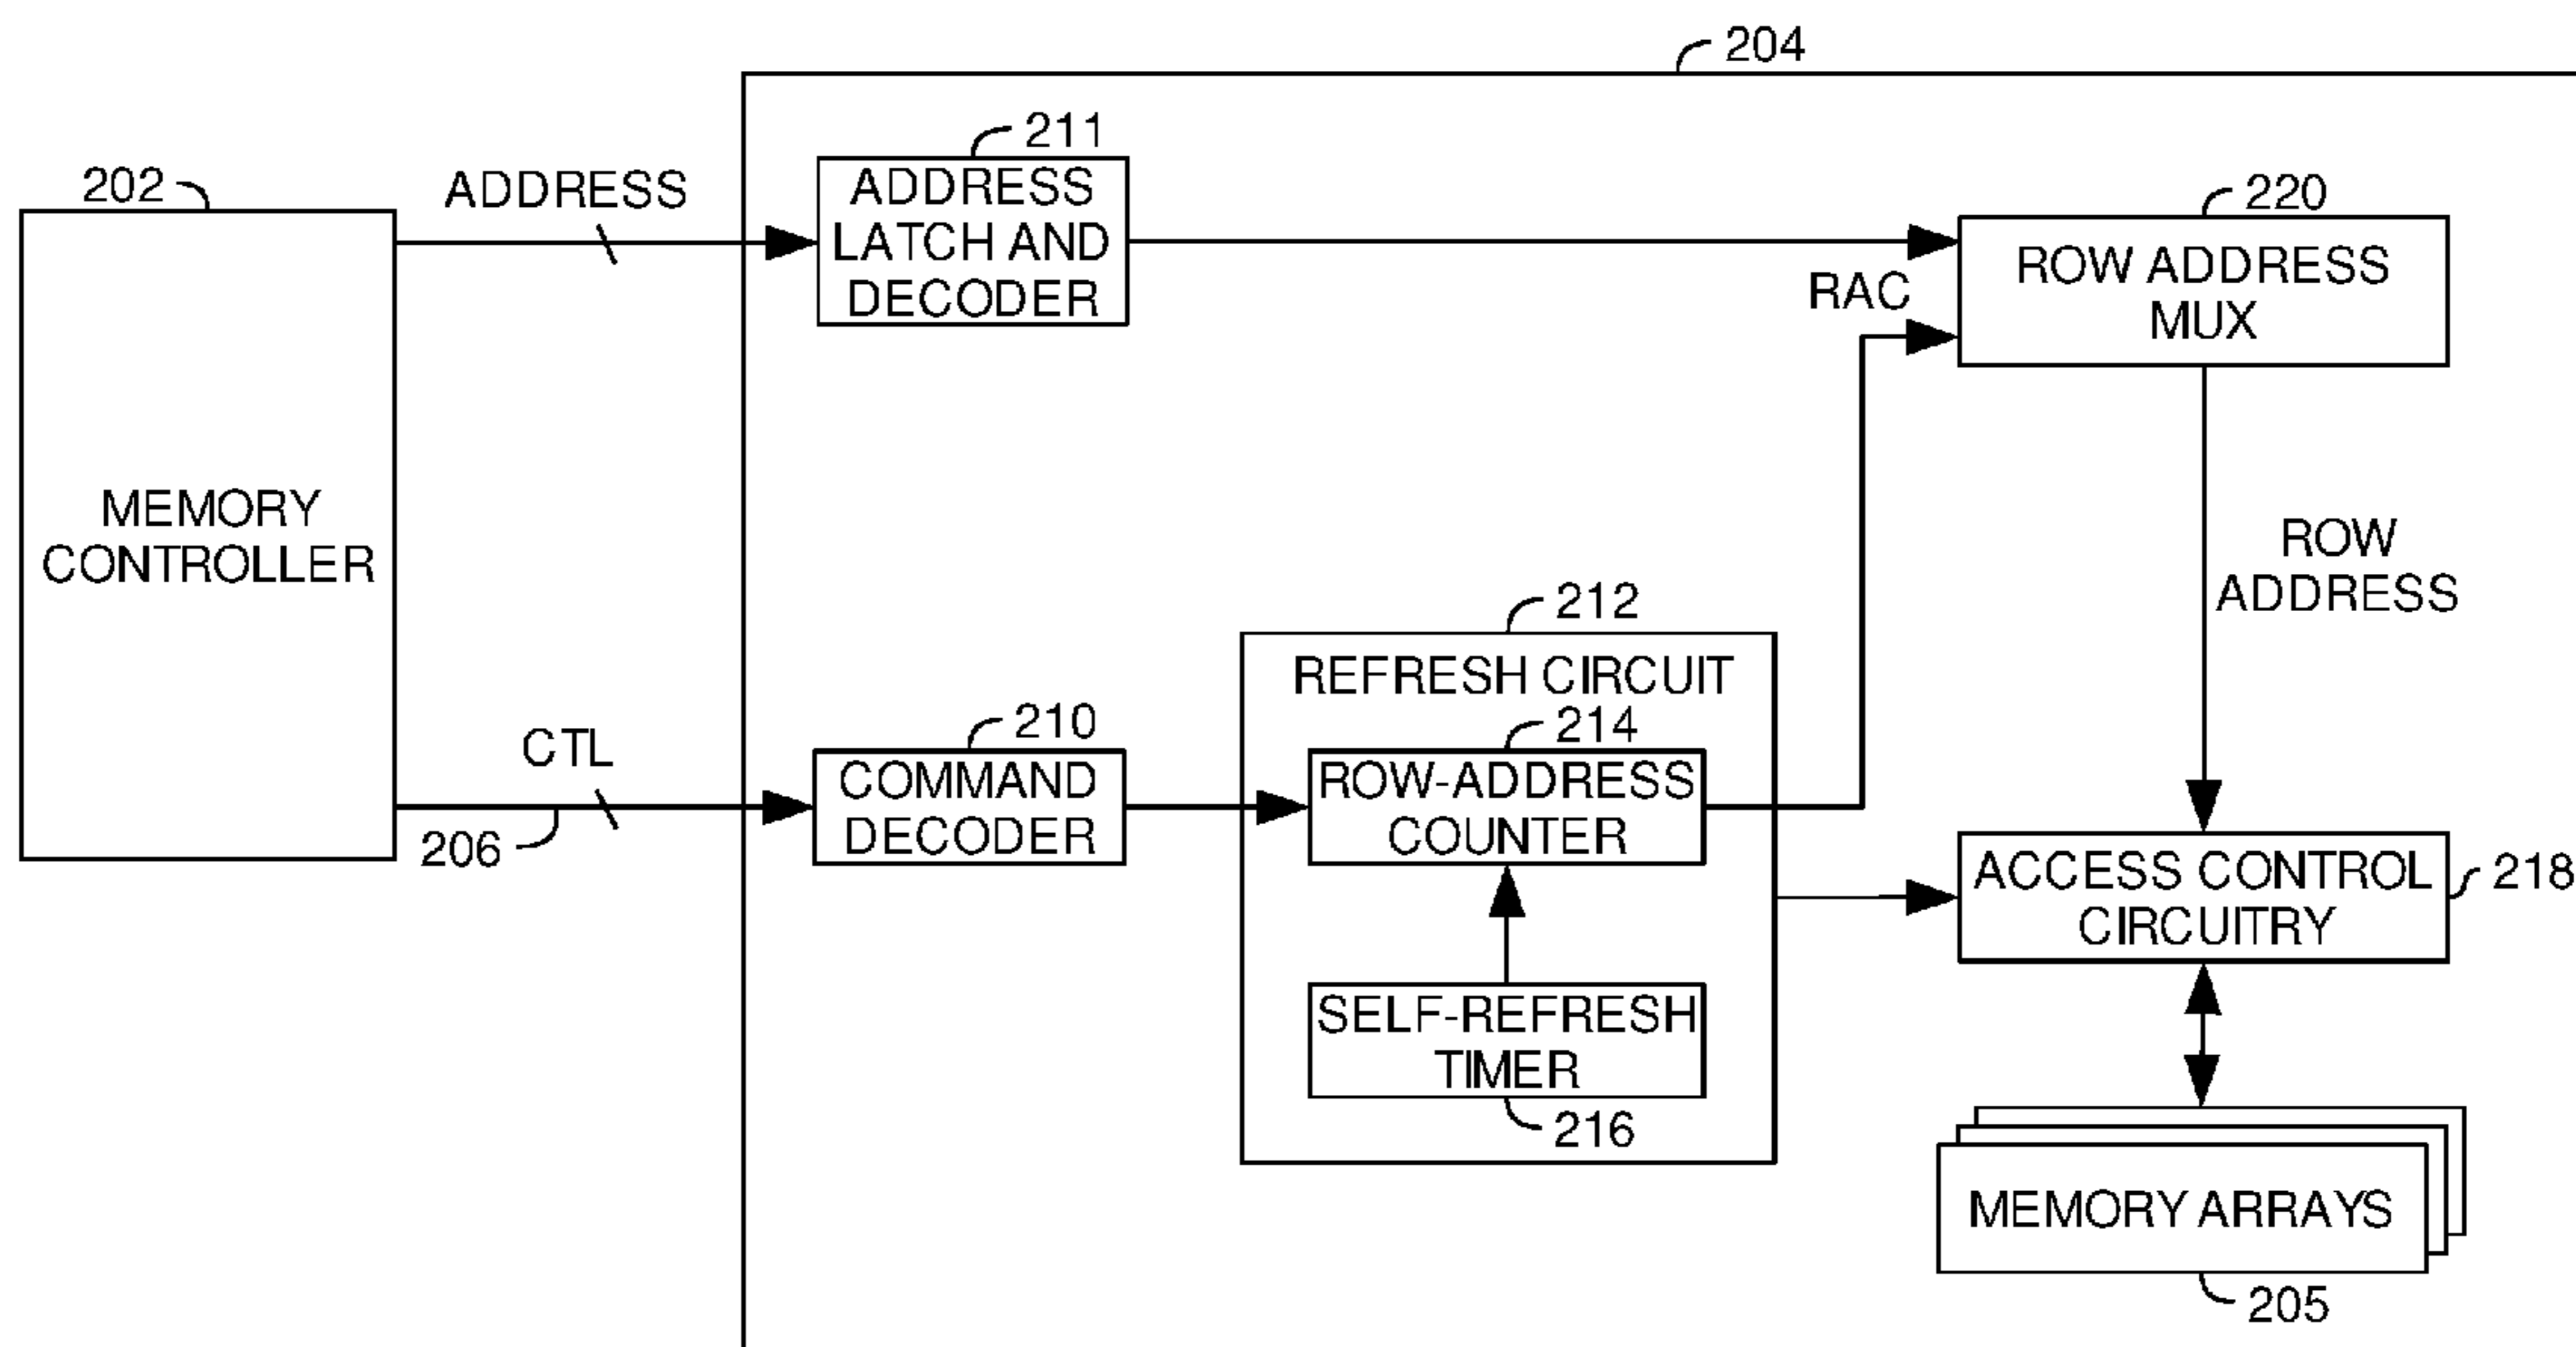 204
211
202
ADDRESS
ADDRESS
LATCH AND
DECODER
220
ROW ADDRESS
MUX
RAC
MEMORY
CONTROLLER
ROW
ADDRESS
212
REFRESH CIRCUIT
CTL
206
210
COMMAND
DECODER
214
ROW-ADDRESS
COUNTER
ACCESS CONTROL
CIRCUITRY
218
SELF-REFRESH
TIMER
216
MEMORY ARRAYS
205